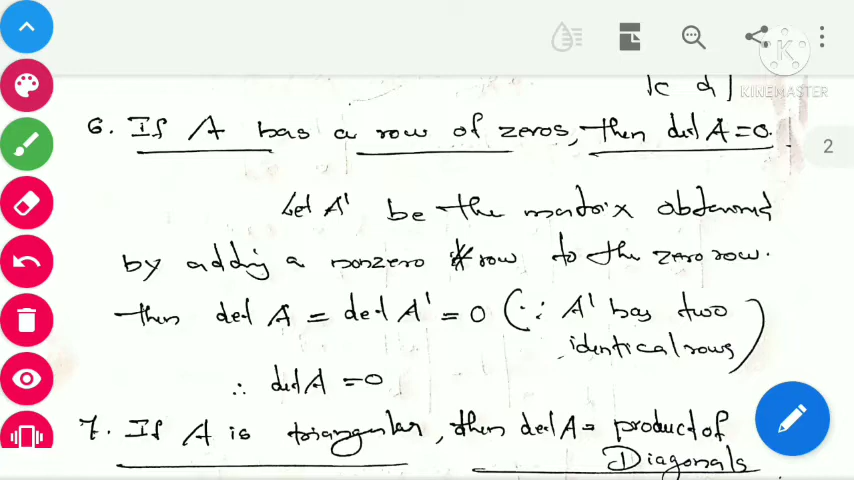 |c d|
KINEMASTER
6. If A has a row of zeros, then det A = 0.
2
Let A' be the matrix obtained
by adding a nonzero row to the zero row.
then det A = det A' = 0 (∵ A' has two
identical rows)
∴ det A = 0
7. If A is triangular, then det A = product of
Diagonals